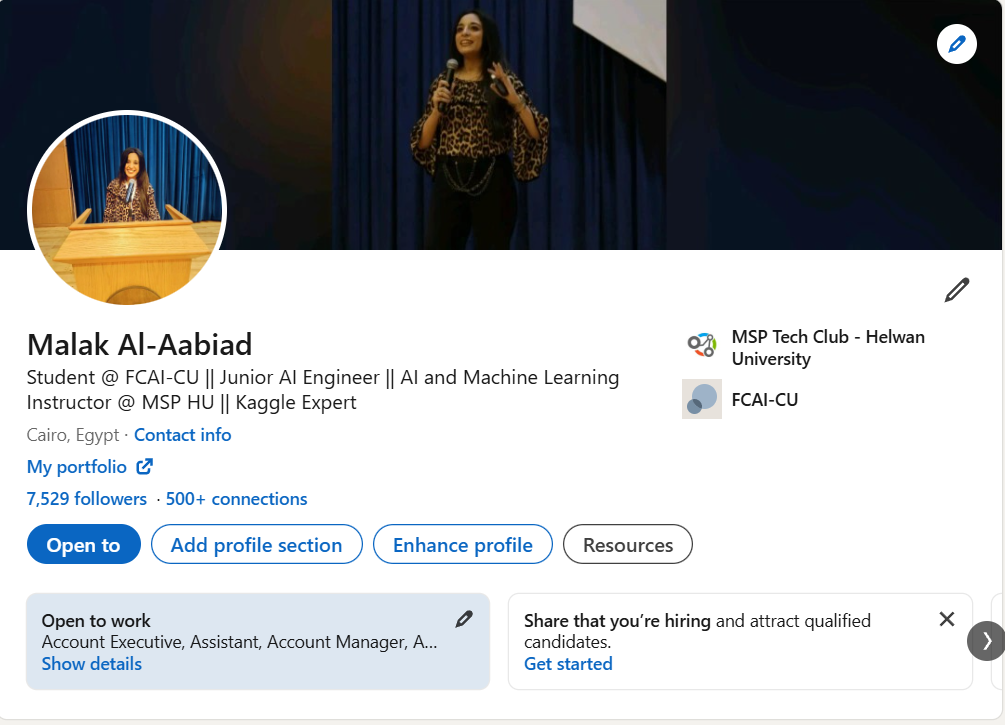 Malak Al-Aabiad
Student @ FCAI-CU || Junior AI Engineer || AI and Machine Learning
Instructor @ MSP HU || Kaggle Expert
Cairo, Egypt · Contact info
My portfolio
7,529 followers · 500+ connections
MSP Tech Club - Helwan
University
FCAI-CU
Open to
Add profile section
Enhance profile
Resources
Open to work
Account Executive, Assistant, Account Manager, A...
Show details
Share that you're hiring and attract qualified
candidates.
Get started